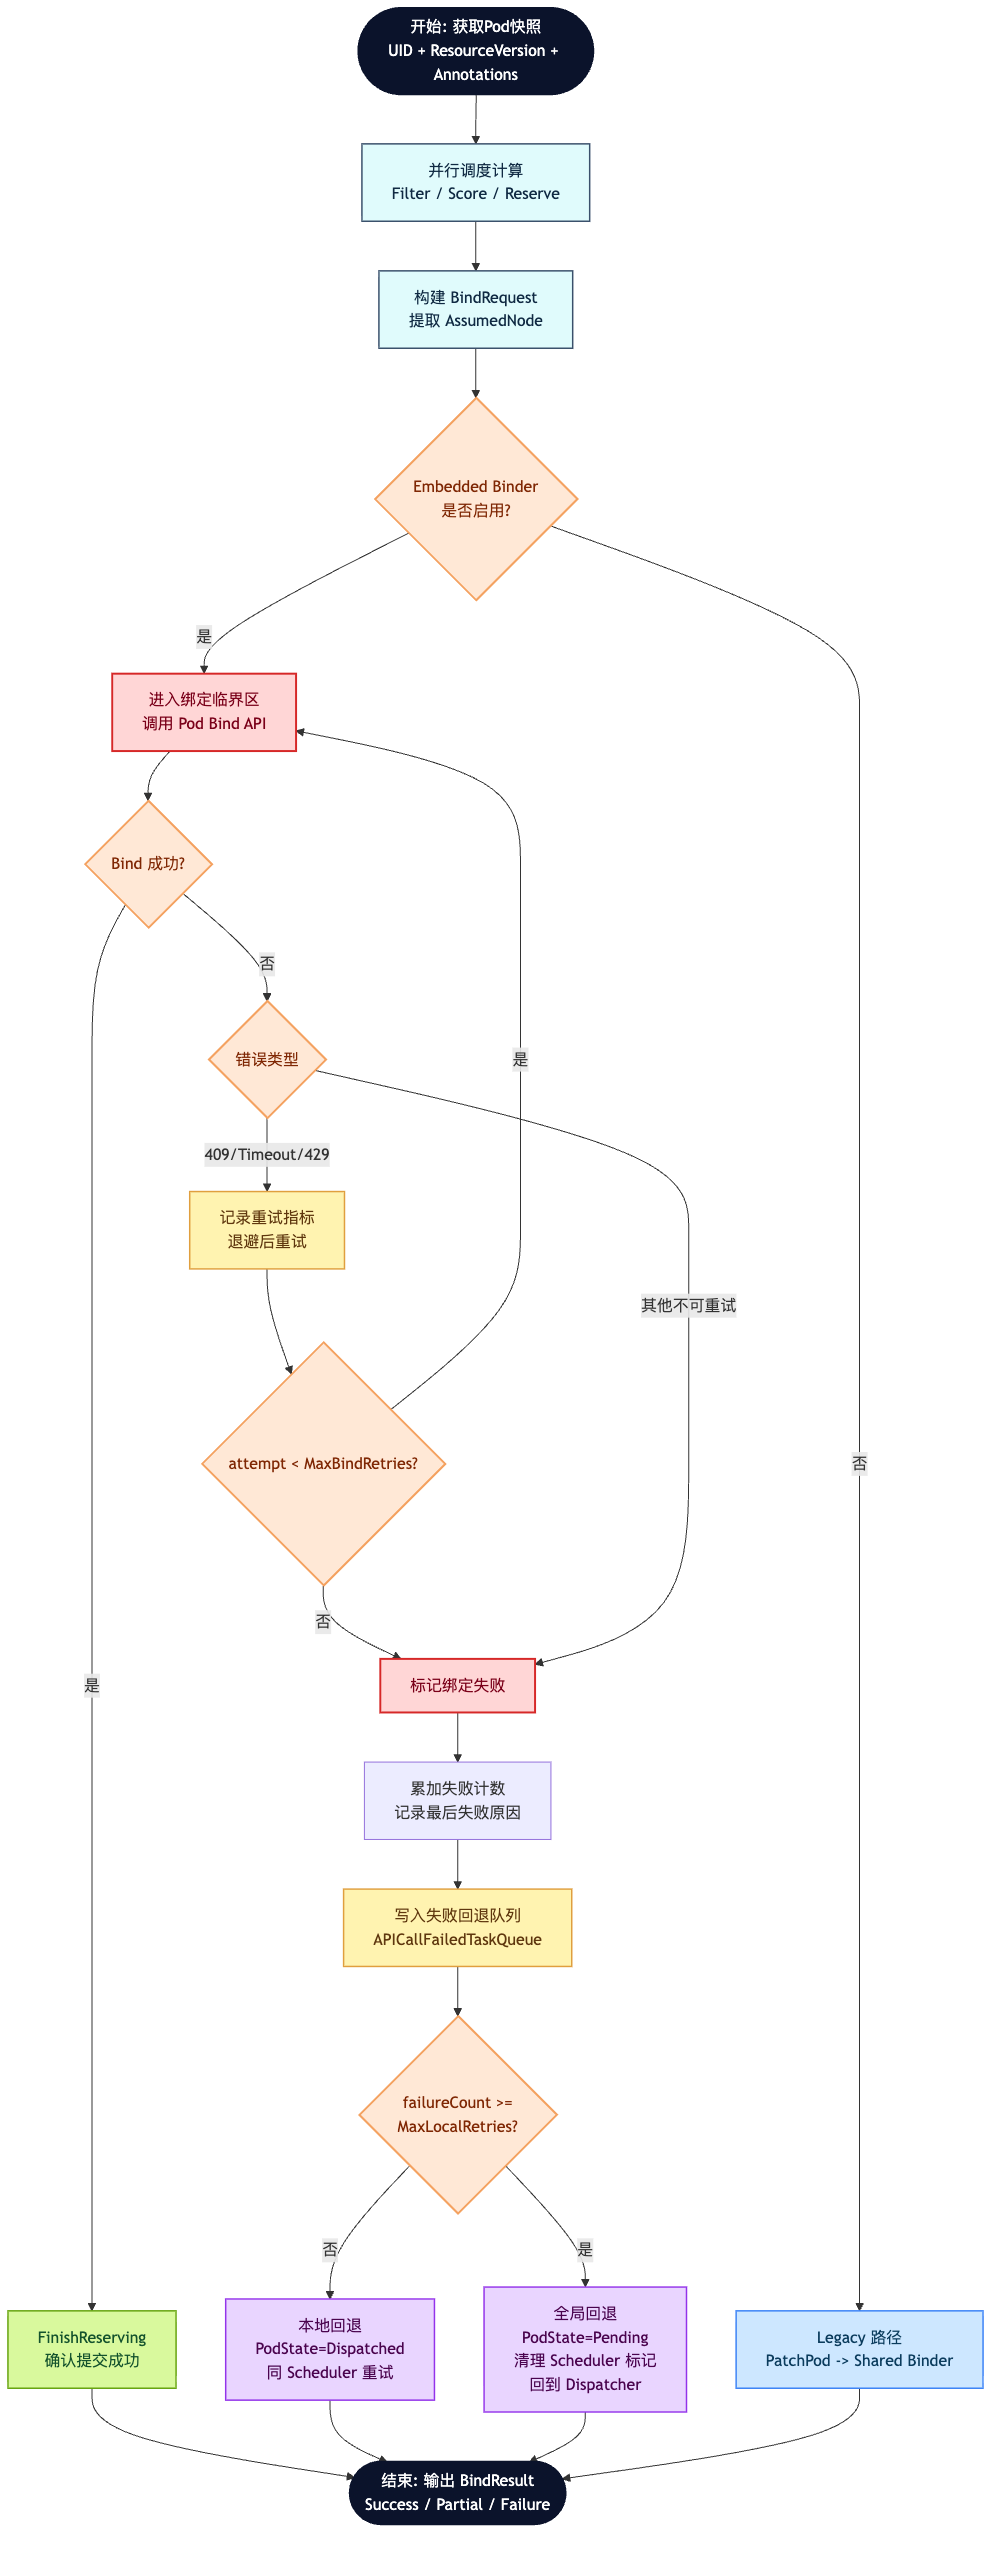 开始: 获取Pod快照
UID + ResourceVersion +
Annotations
并行调度计算
Filter / Score / Reserve
构建 BindRequest
提取 AssumedNode
Embedded Binder
是否启用?
是
进入绑定临界区
调用 Pod Bind API
Bind 成功?
否
错误类型
是
409/Timeout/429
记录重试指标
退避后重试
其他不可重试
attempt < MaxBindRetries?
否
否
是
标记绑定失败
累加失败计数
记录最后失败原因
写入失败回退队列
APICallFailedTaskQueue
failureCount >=
MaxLocalRetries?
否
是
FinishReserving
确认提交成功
本地回退
PodState=Dispatched
同 Scheduler 重试
全局回退
PodState=Pending
清理 Scheduler 标记
回到 Dispatcher
Legacy 路径
PatchPod -> Shared Binder
结束: 输出 BindResult
Success / Partial / Failure